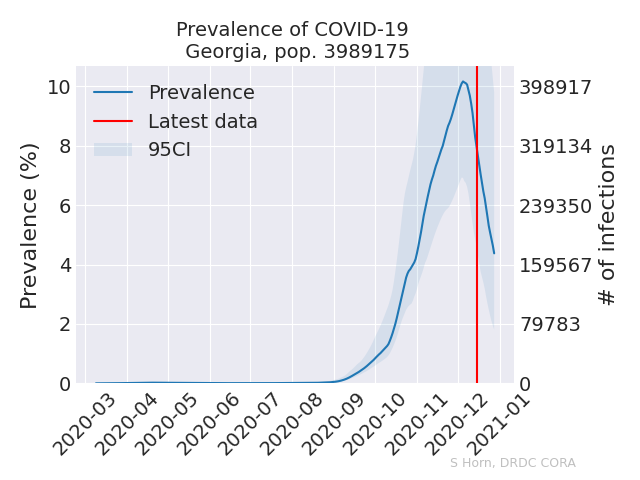 Prevalence of COVID-19
Georgia, pop. 3989175
Prevalence
Latest data
95CI
Prevalence (%)
10
8
6
4
2
0
398917
319134
239350
159567
79783
0
# of infections
2020-03
2020-04
2020-05
2020-06
2020-07
2020-08
2020-09
2020-10
2020-11
2020-12
2021-01
S Horn, DRDC CORA